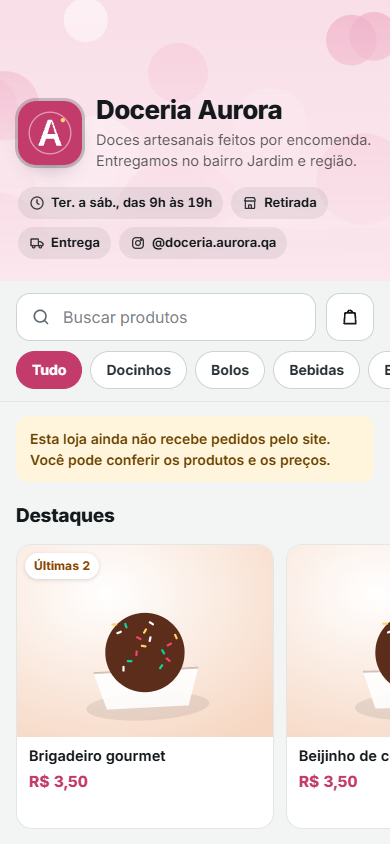 A
Doceria Aurora
Doces artesanais feitos por encomenda.
Entregamos no bairro Jardim e região.
Ter. a sáb., das 9h às 19h
Retirada
Entrega
@doceria.aurora.qa
Buscar produtos
Tudo
Docinhos
Bolos
Bebidas
Esta loja ainda não recebe pedidos pelo site.
Você pode conferir os produtos e os preços.
Destaques
Últimas 2
Brigadeiro gourmet
R$ 3,50
Beijinho de
R$ 3,50